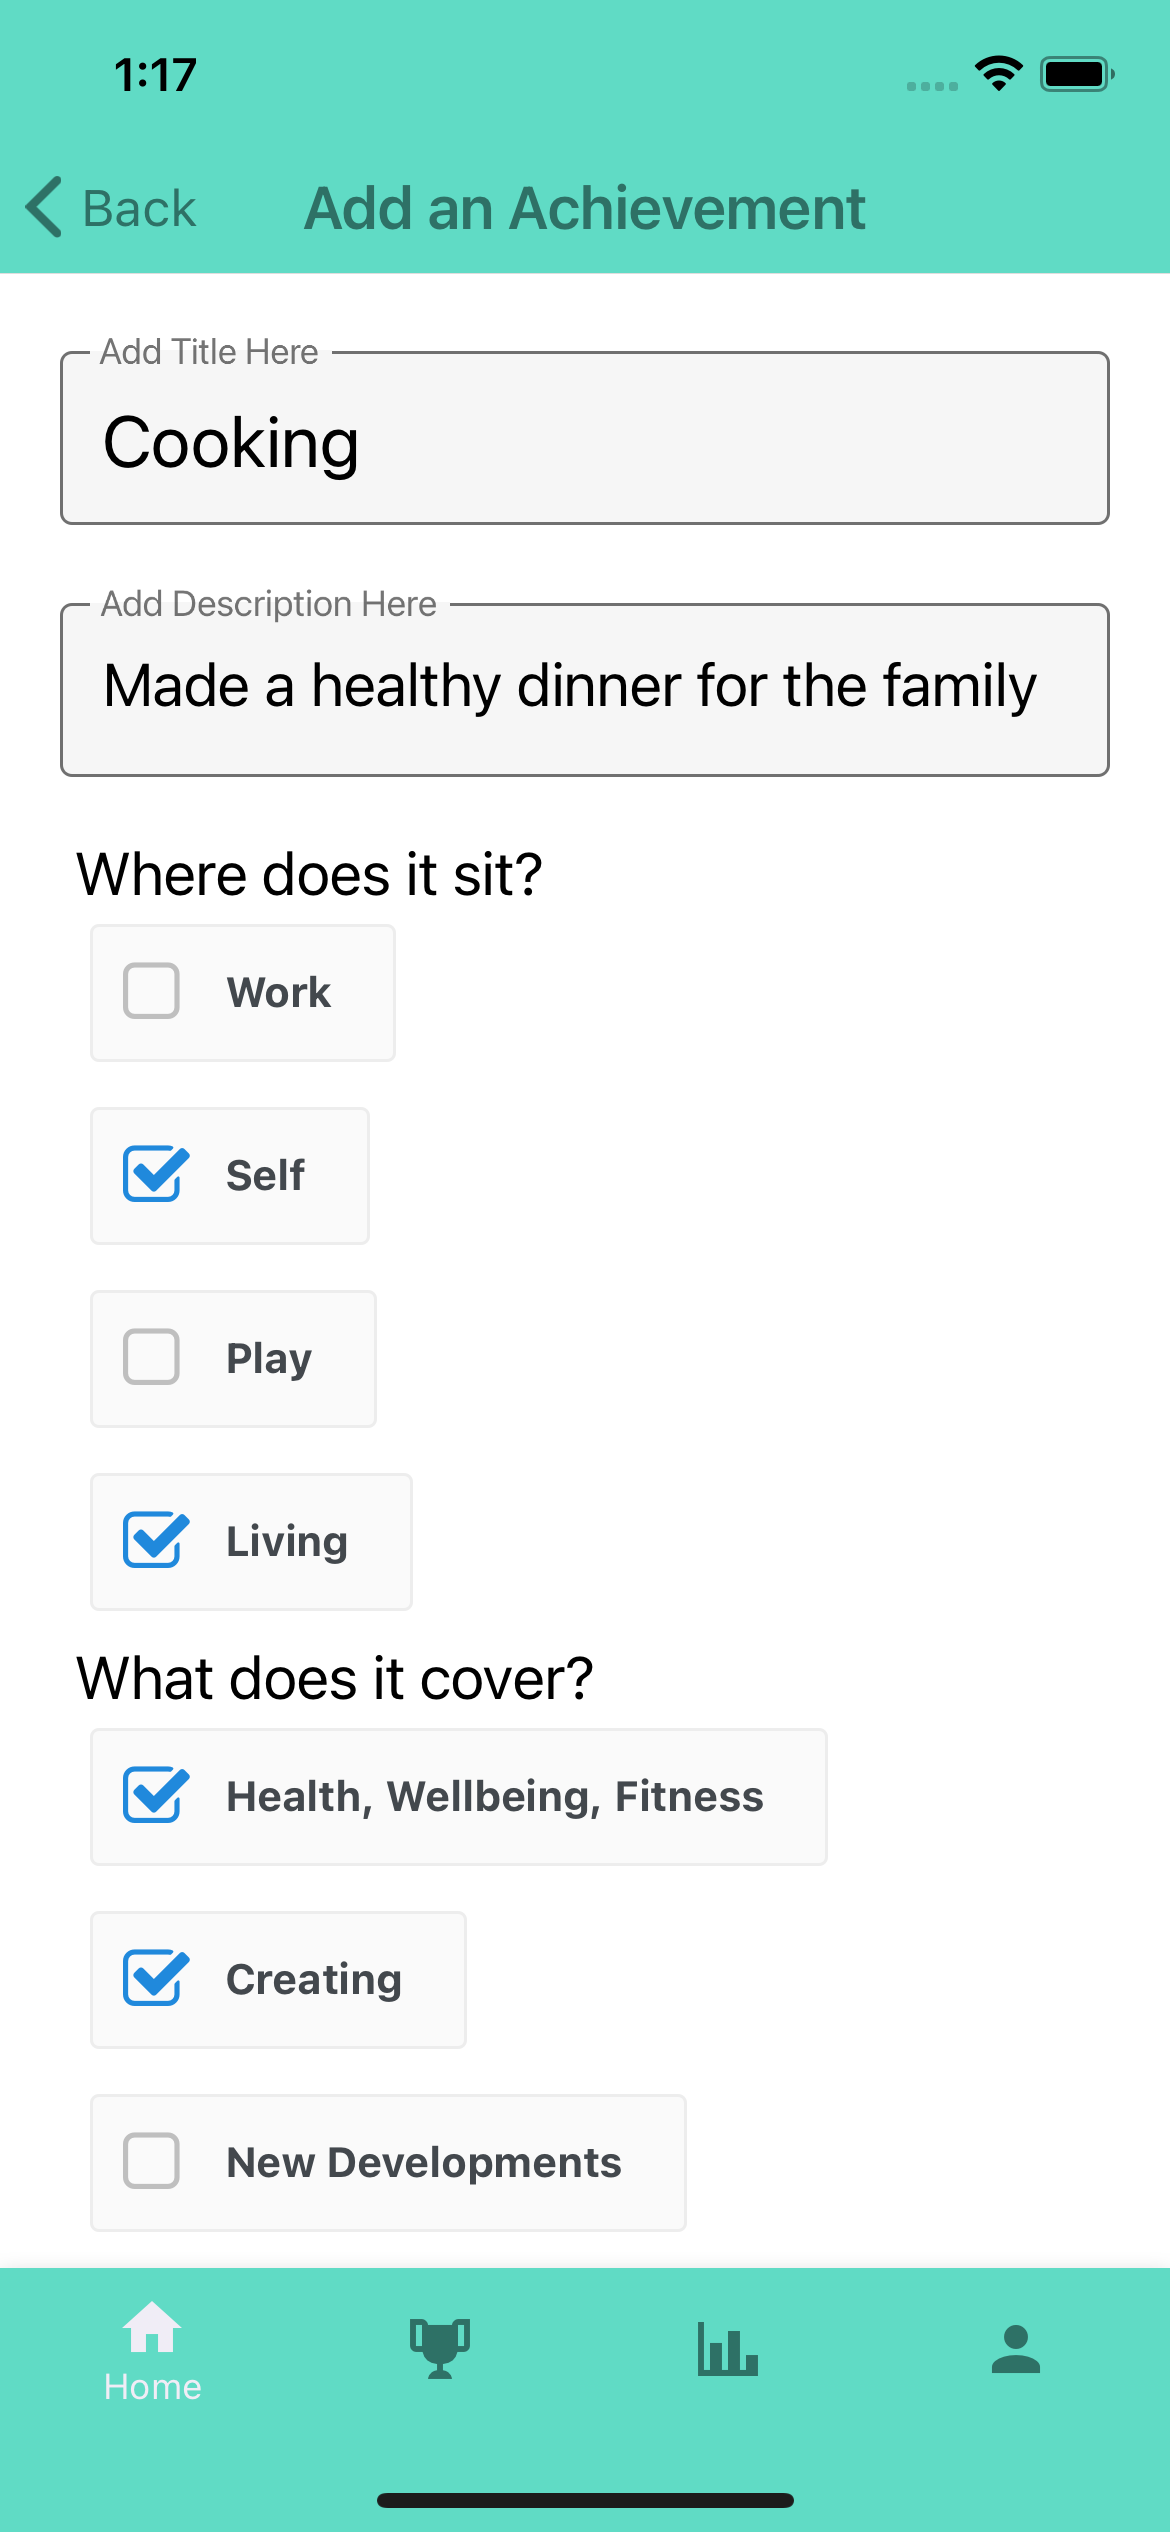 1:17
Back
Add an Achievement
Add Title Here
Cooking
Add Description Here
Made a healthy dinner for the family
Where does it sit?
Work
Self
Play
Living
What does it cover?
Health, Wellbeing, Fitness
Creating
New Developments
Home